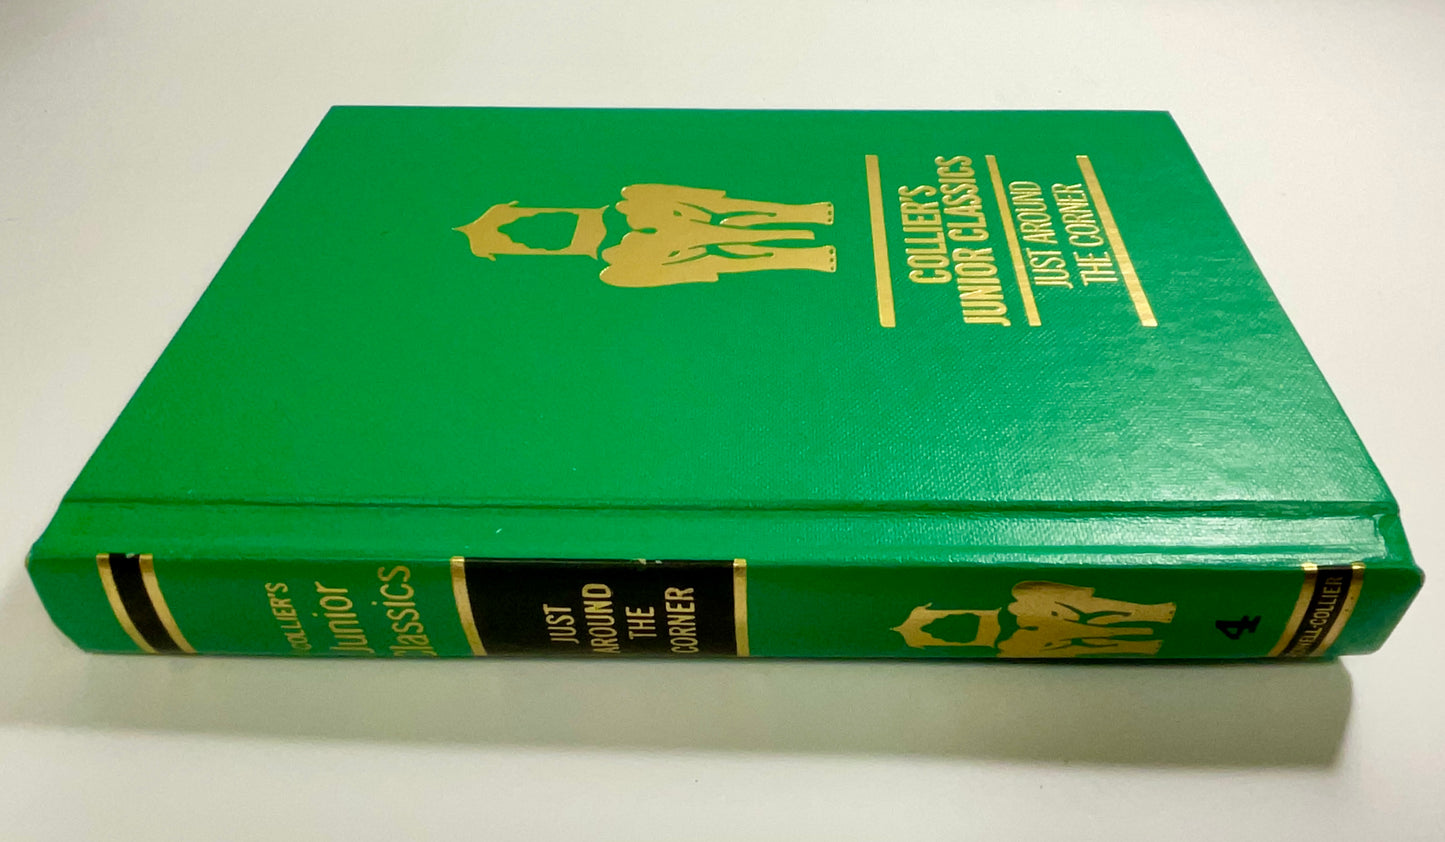 COLLIER'S
JUNIOR CLASSICS
JUST AROUND
THE CORNER
COLLIER'S
Junior
Classics
JUST
AROUND
THE
CORNER
4